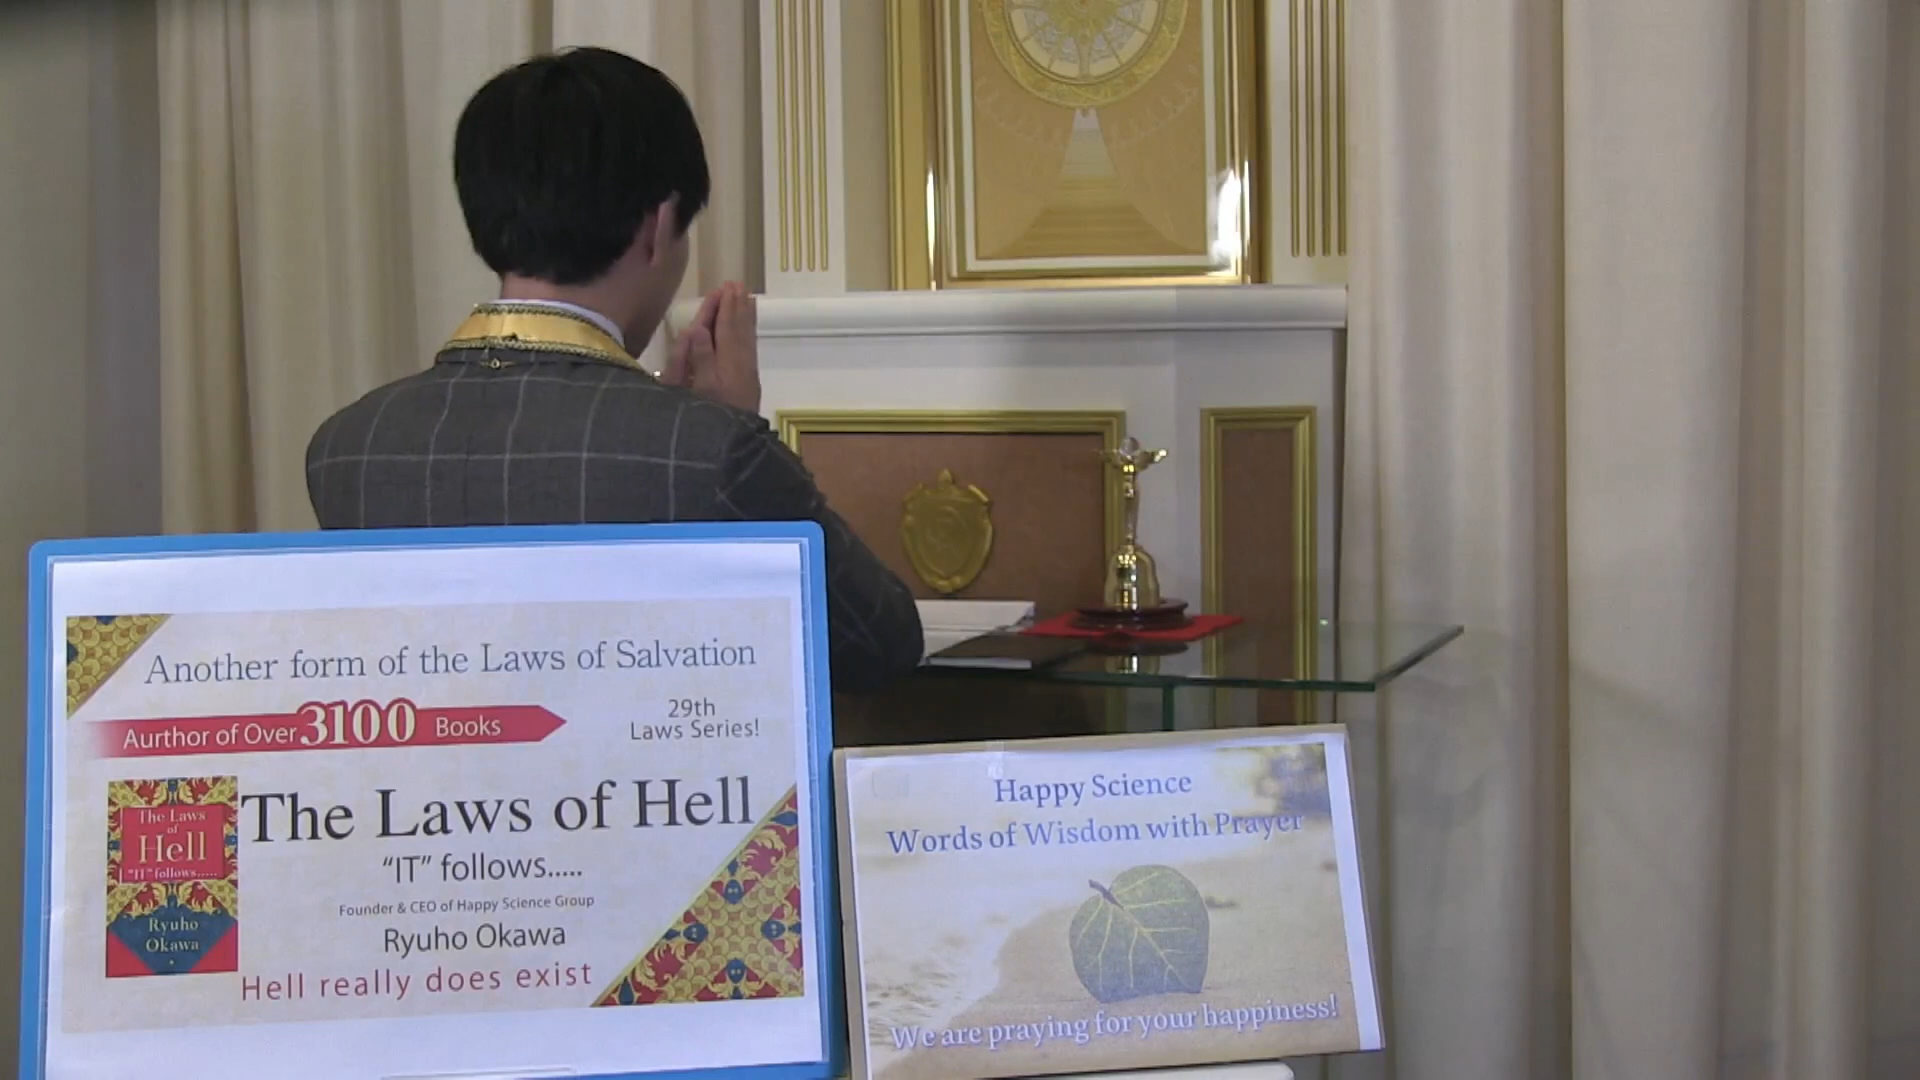 Another form of the Laws of Salvation
Aurthor of Over 3100 Books
29th
Laws Series!
The Laws of Hell
"IT" follows.....
Founder & CEO of Happy Science Group
Ryuho Okawa
Hell really does exist
The Laws
of
Hell
"IT" follows.....
Ryuho
Okawa
Happy Science
Words of Wisdom with Prayer
We are praying for your happiness!